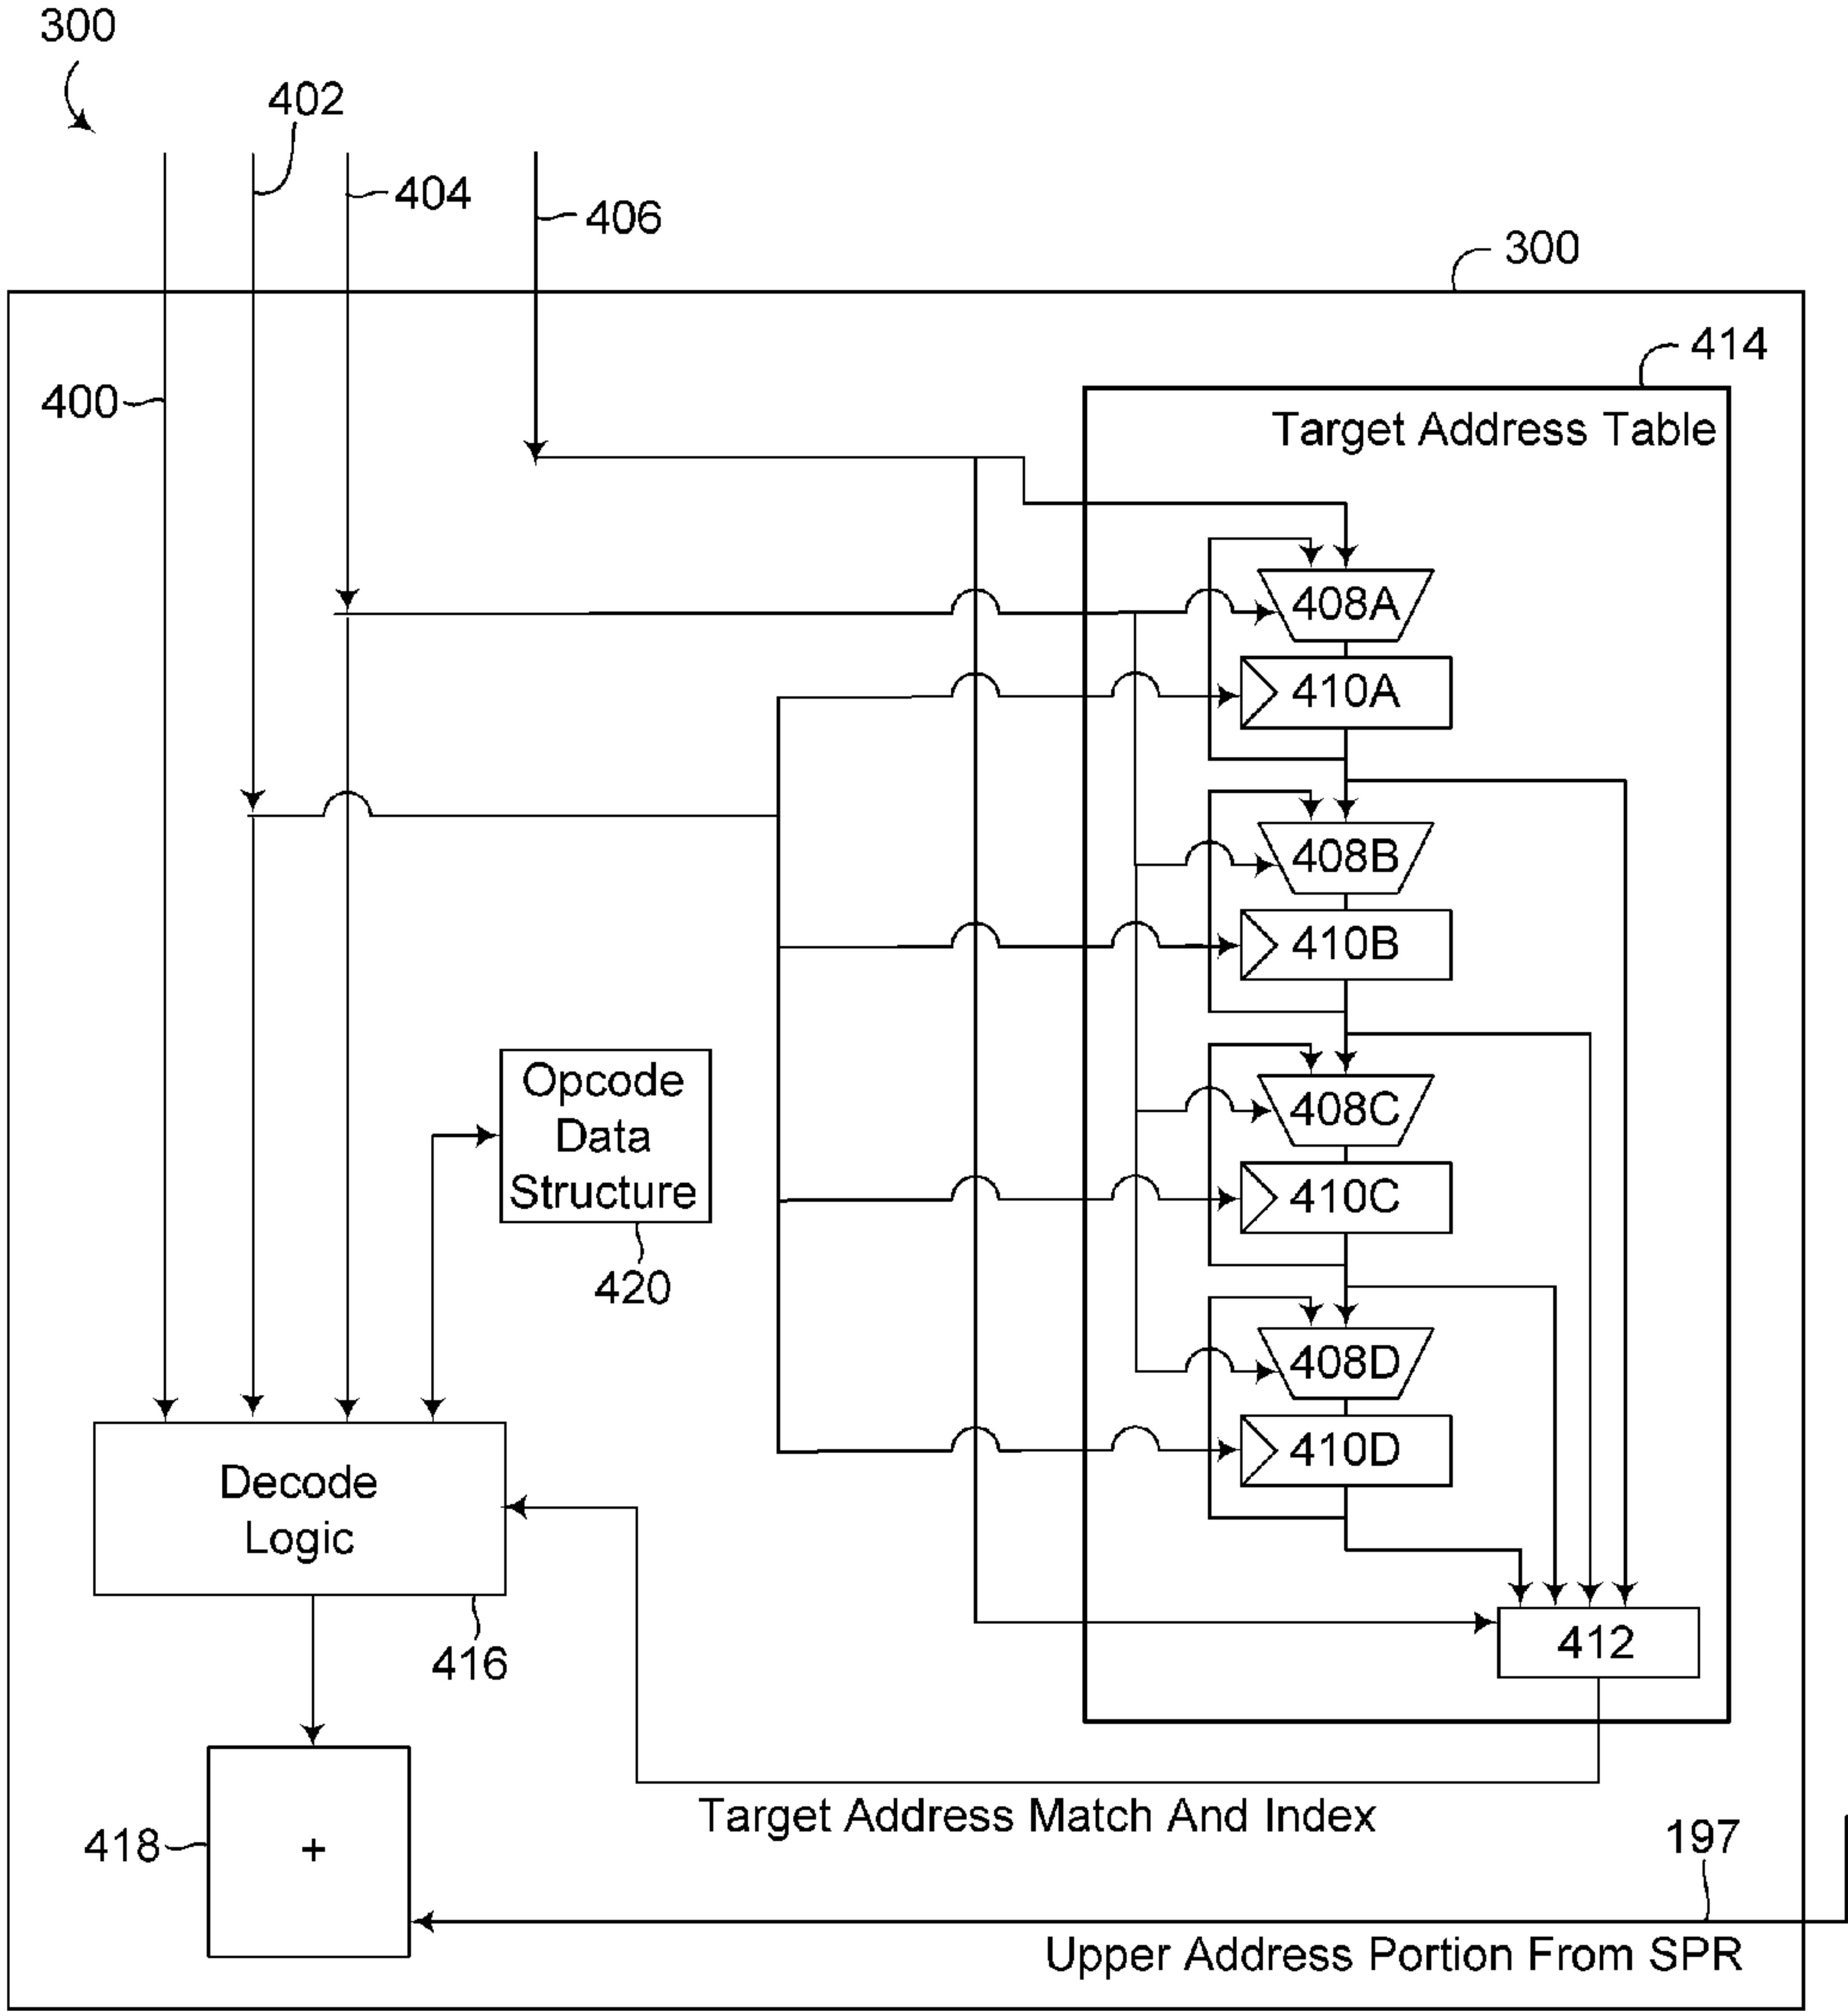 300
402
404
406
300
414
400
Target Address Table
408A
410A
408B
410B
Opcode
Data
Structure
408C
410C
420
408D
410D
Decode
Logic
412
416
Target Address Match And Index
418
+
197
Upper Address Portion From SPR